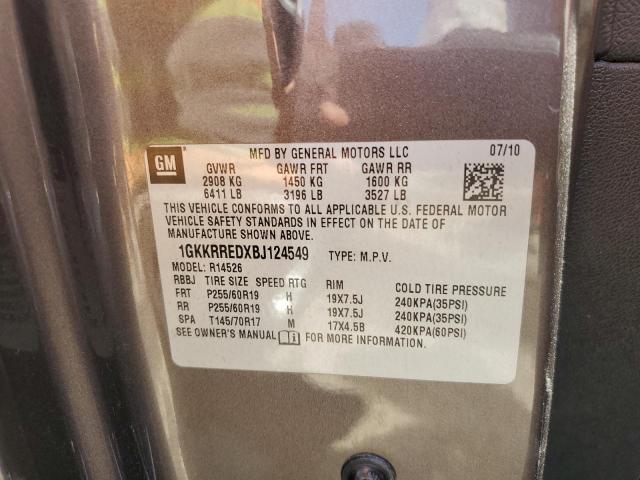 GM
MFD BY GENERAL MOTORS LLC 07/10
GVWR GAWR FRT GAWR RR
2908 KG 1450 KG 1600 KG
6411 LB 3196 LB 3527 LB
THIS VEHICLE CONFORMS TO ALL APPLICABLE U.S. FEDERAL MOTOR
VEHICLE SAFETY STANDARDS IN EFFECT ON THE DATE OF
MANUFACTURE SHOWN ABOVE.
1GKKRREDXBJ124549 TYPE: M.P.V.
MODEL: R14526
RBBJ TIRE SIZE SPEED RTG RIM COLD TIRE PRESSURE
FRT P255/60R19 H 19X7.5J 240KPA(35PSI)
RR P255/60R19 H 19X7.5J 240KPA(35PSI)
SPA T145/70R17 M 17X4.5B 420KPA(60PSI)
SEE OWNER'S MANUAL FOR MORE INFORMATION.